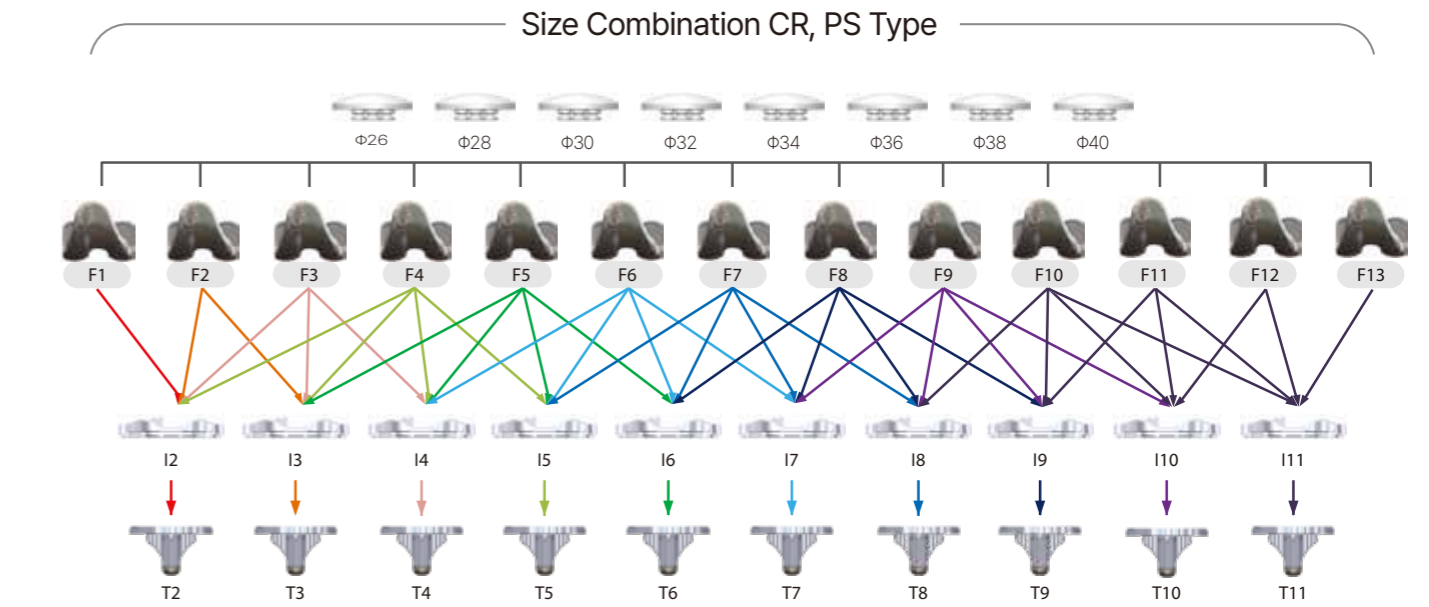 Size Combination CR, PS Type
Φ26 Φ28 Φ30 Φ32 Φ34 Φ36 Φ38 Φ40
F1 F2 F3 F4 F5 F6 F7 F8 F9 F10 F11 F12 F13
I2 I3 I4 I5 I6 I7 I8 I9 I10 I11
T2 T3 T4 T5 T6 T7 T8 T9 T10 T11